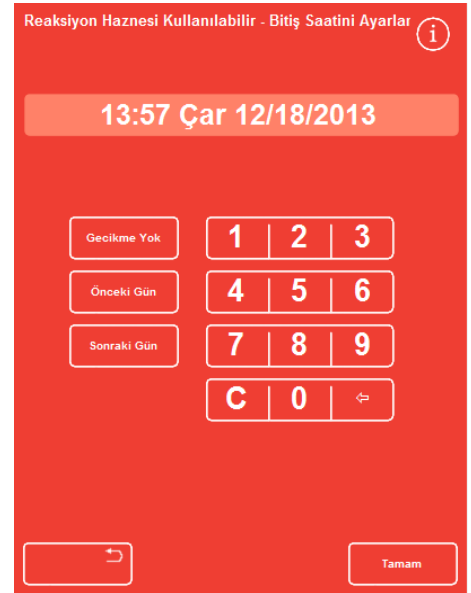 Reaksiyon Haznesi Kullanılabilir - Bitiş Saatini Ayarlar
i
13:57 Çar 12/18/2013
Gecikme Yok
1 2 3
Önceki Gün
4 5 6
Sonraki Gün
7 8 9
C 0
Tamam